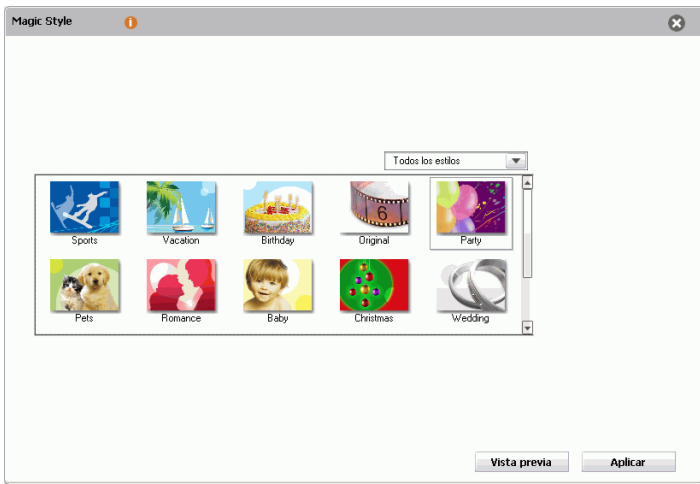 Magic Style
Todos los estilos
Sports Vacation Birthday Original Party
6
Pets Romance Baby Christmas Wedding
Vista previa Aplicar